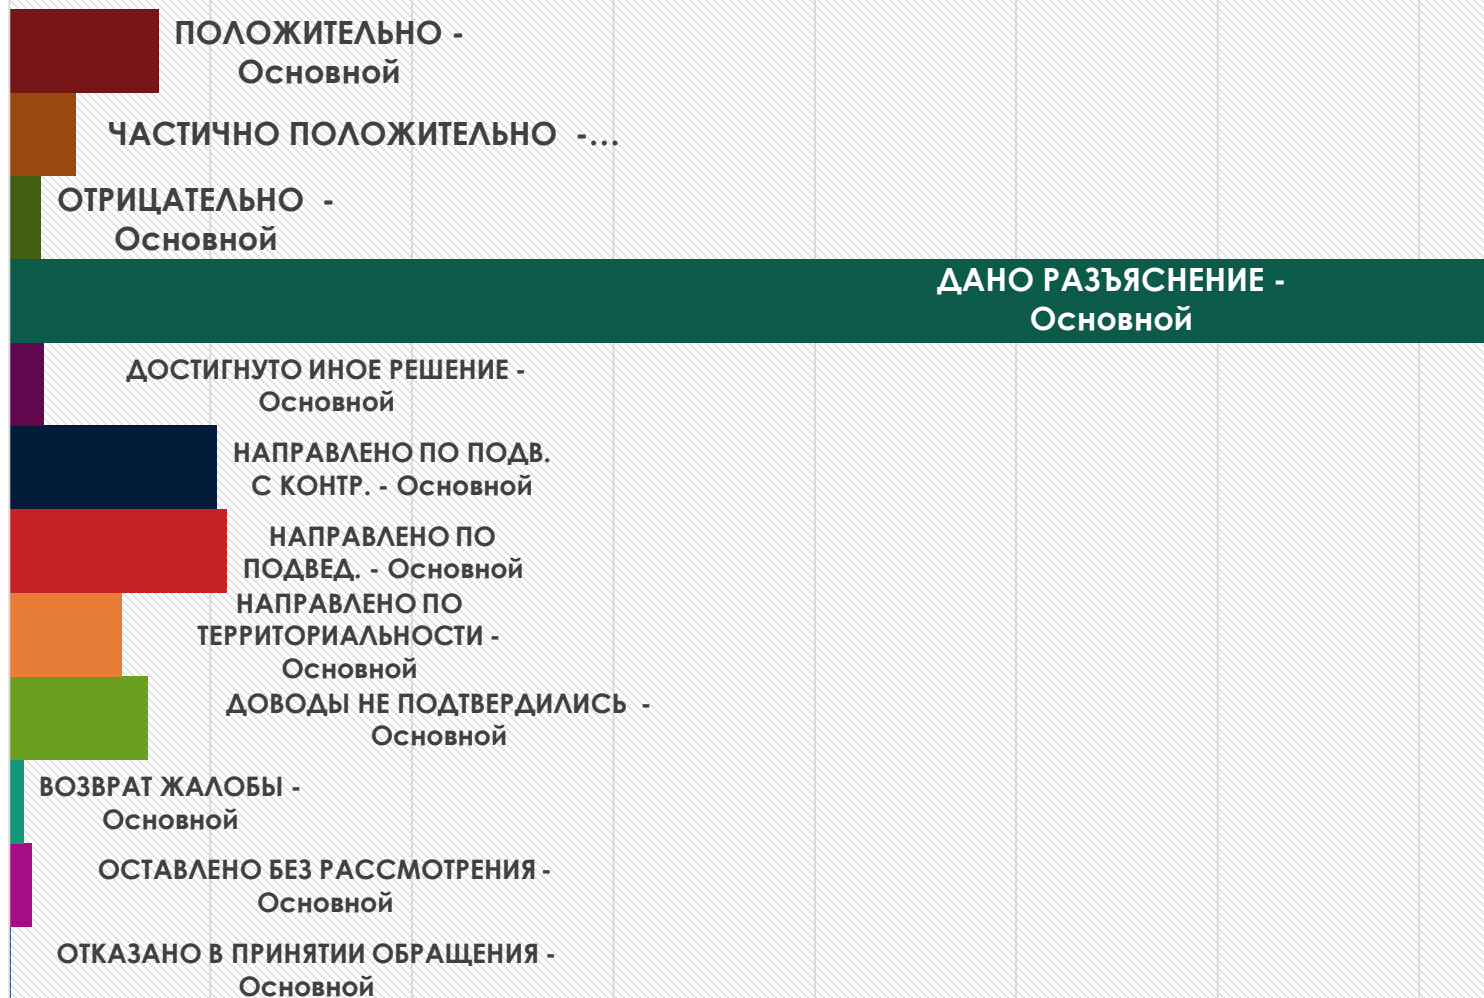 ПОЛОЖИТЕЛЬНО -
Основной
ЧАСТИЧНО ПОЛОЖИТЕЛЬНО -...
ОТРИЦАТЕЛЬНО -
Основной
ДАНО РАЗЪЯСНЕНИЕ -
Основной
ДОСТИГНУТО ИНОЕ РЕШЕНИЕ -
Основной
НАПРАВЛЕНО ПО ПОДВ.
С КОНТР. - Основной
НАПРАВЛЕНО ПО
ПОДВЕД. - Основной
НАПРАВЛЕНО ПО
ТЕРРИТОРИАЛЬНОСТИ -
Основной
ДОВОДЫ НЕ ПОДТВЕРДИЛИСЬ -
Основной
ВОЗВРАТ ЖАЛОБЫ -
Основной
ОСТАВЛЕНО БЕЗ РАССМОТРЕНИЯ -
Основной
ОТКАЗАНО В ПРИНЯТИИ ОБРАЩЕНИЯ -
Основной